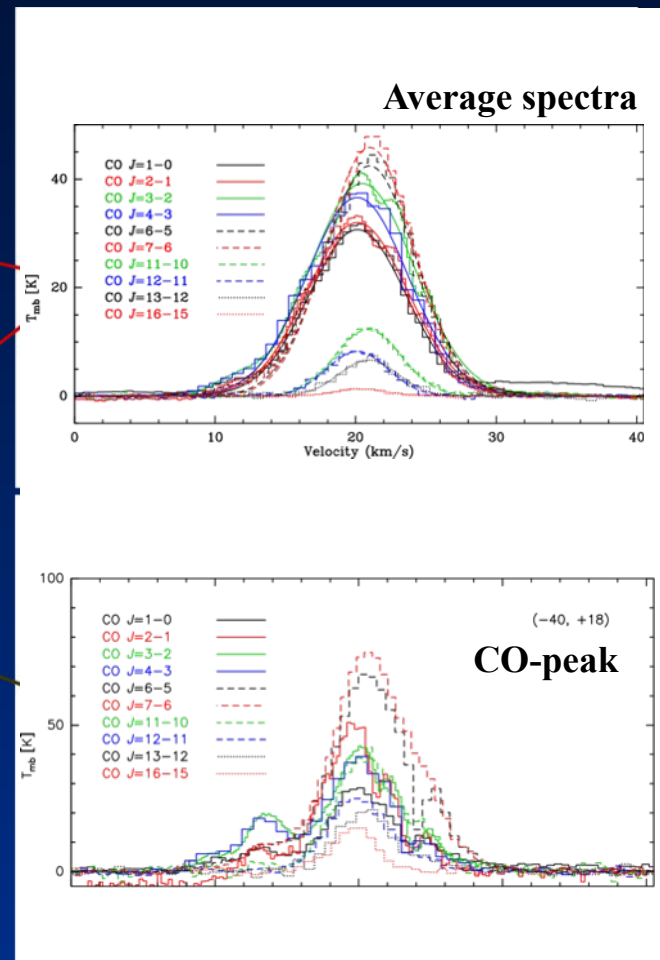 Average spectra
CO J=1−0
CO J=2−1
CO J=3−2
CO J=4−3
CO J=6−5
CO J=7−6
CO J=11−10
CO J=12−11
CO J=13−12
CO J=16−15
40
20
0
T_mb [K]
0 10 20 30 40
Velocity (km/s)
100
50
0
T_mb [K]
CO J=1−0
CO J=2−1
CO J=3−2
CO J=4−3
CO J=6−5
CO J=7−6
CO J=11−10
CO J=12−11
CO J=13−12
CO J=16−15
(−40, +18)
CO-peak